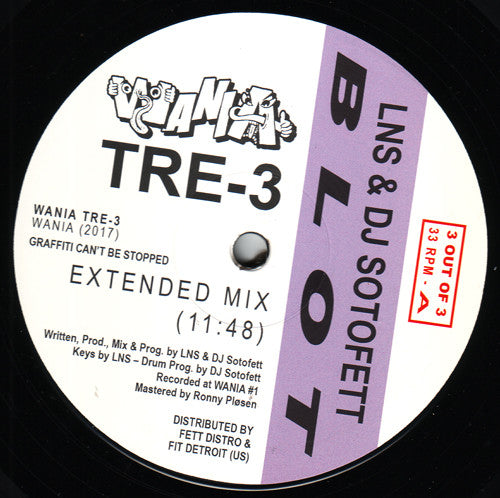 WANIA
TRE-3
WANIA TRE-3
WANIA (2017)
GRAFFITI CAN'T BE STOPPED
EXTENDED MIX
(11:48)
Written, Prod., Mix & Prog. by LNS & DJ Sotofett
Keys by LNS – Drum Prog. by DJ Sotofett
Recorded at WANIA #1
Mastered by Ronny Pløsen
DISTRIBUTED BY
FETT DISTRO &
FIT DETROIT (US)
LNS & DJ SOTOFETT
BLOT
3 OUT OF 3
33 RPM - A